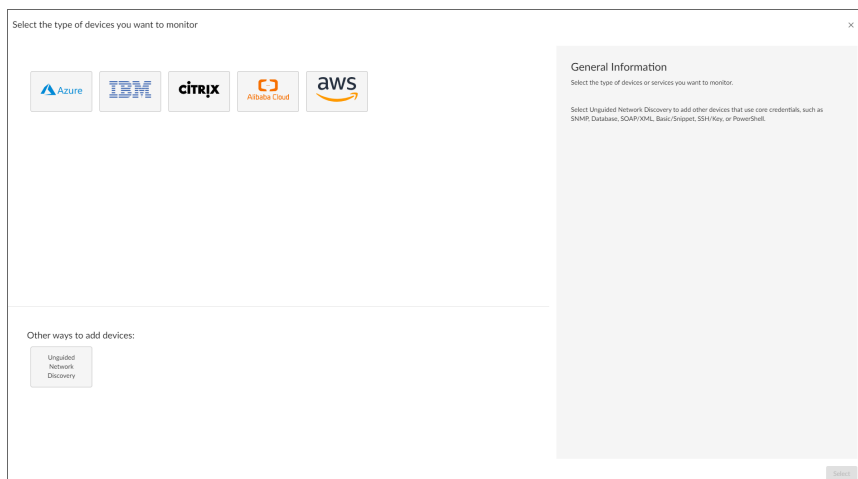 Select the type of devices you want to monitor
×
Azure
IBM
CİTRIX
Alibaba Cloud
aws
General Information
Select the type of devices or services you want to monitor.
Select Unguided Network Discovery to add other devices that use core credentials, such as
SNMP, Database, SOAP/XML, Basic/Snippet, SSH/Key, or PowerShell.
Other ways to add devices:
Unguided
Network
Discovery
Select